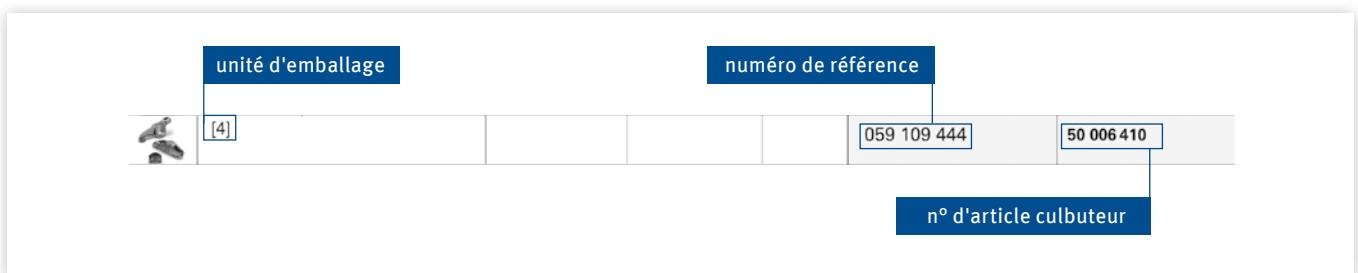 unité d'emballage
numéro de référence
[4]
059 109 444
50 006 410
n° d'article culbuteur